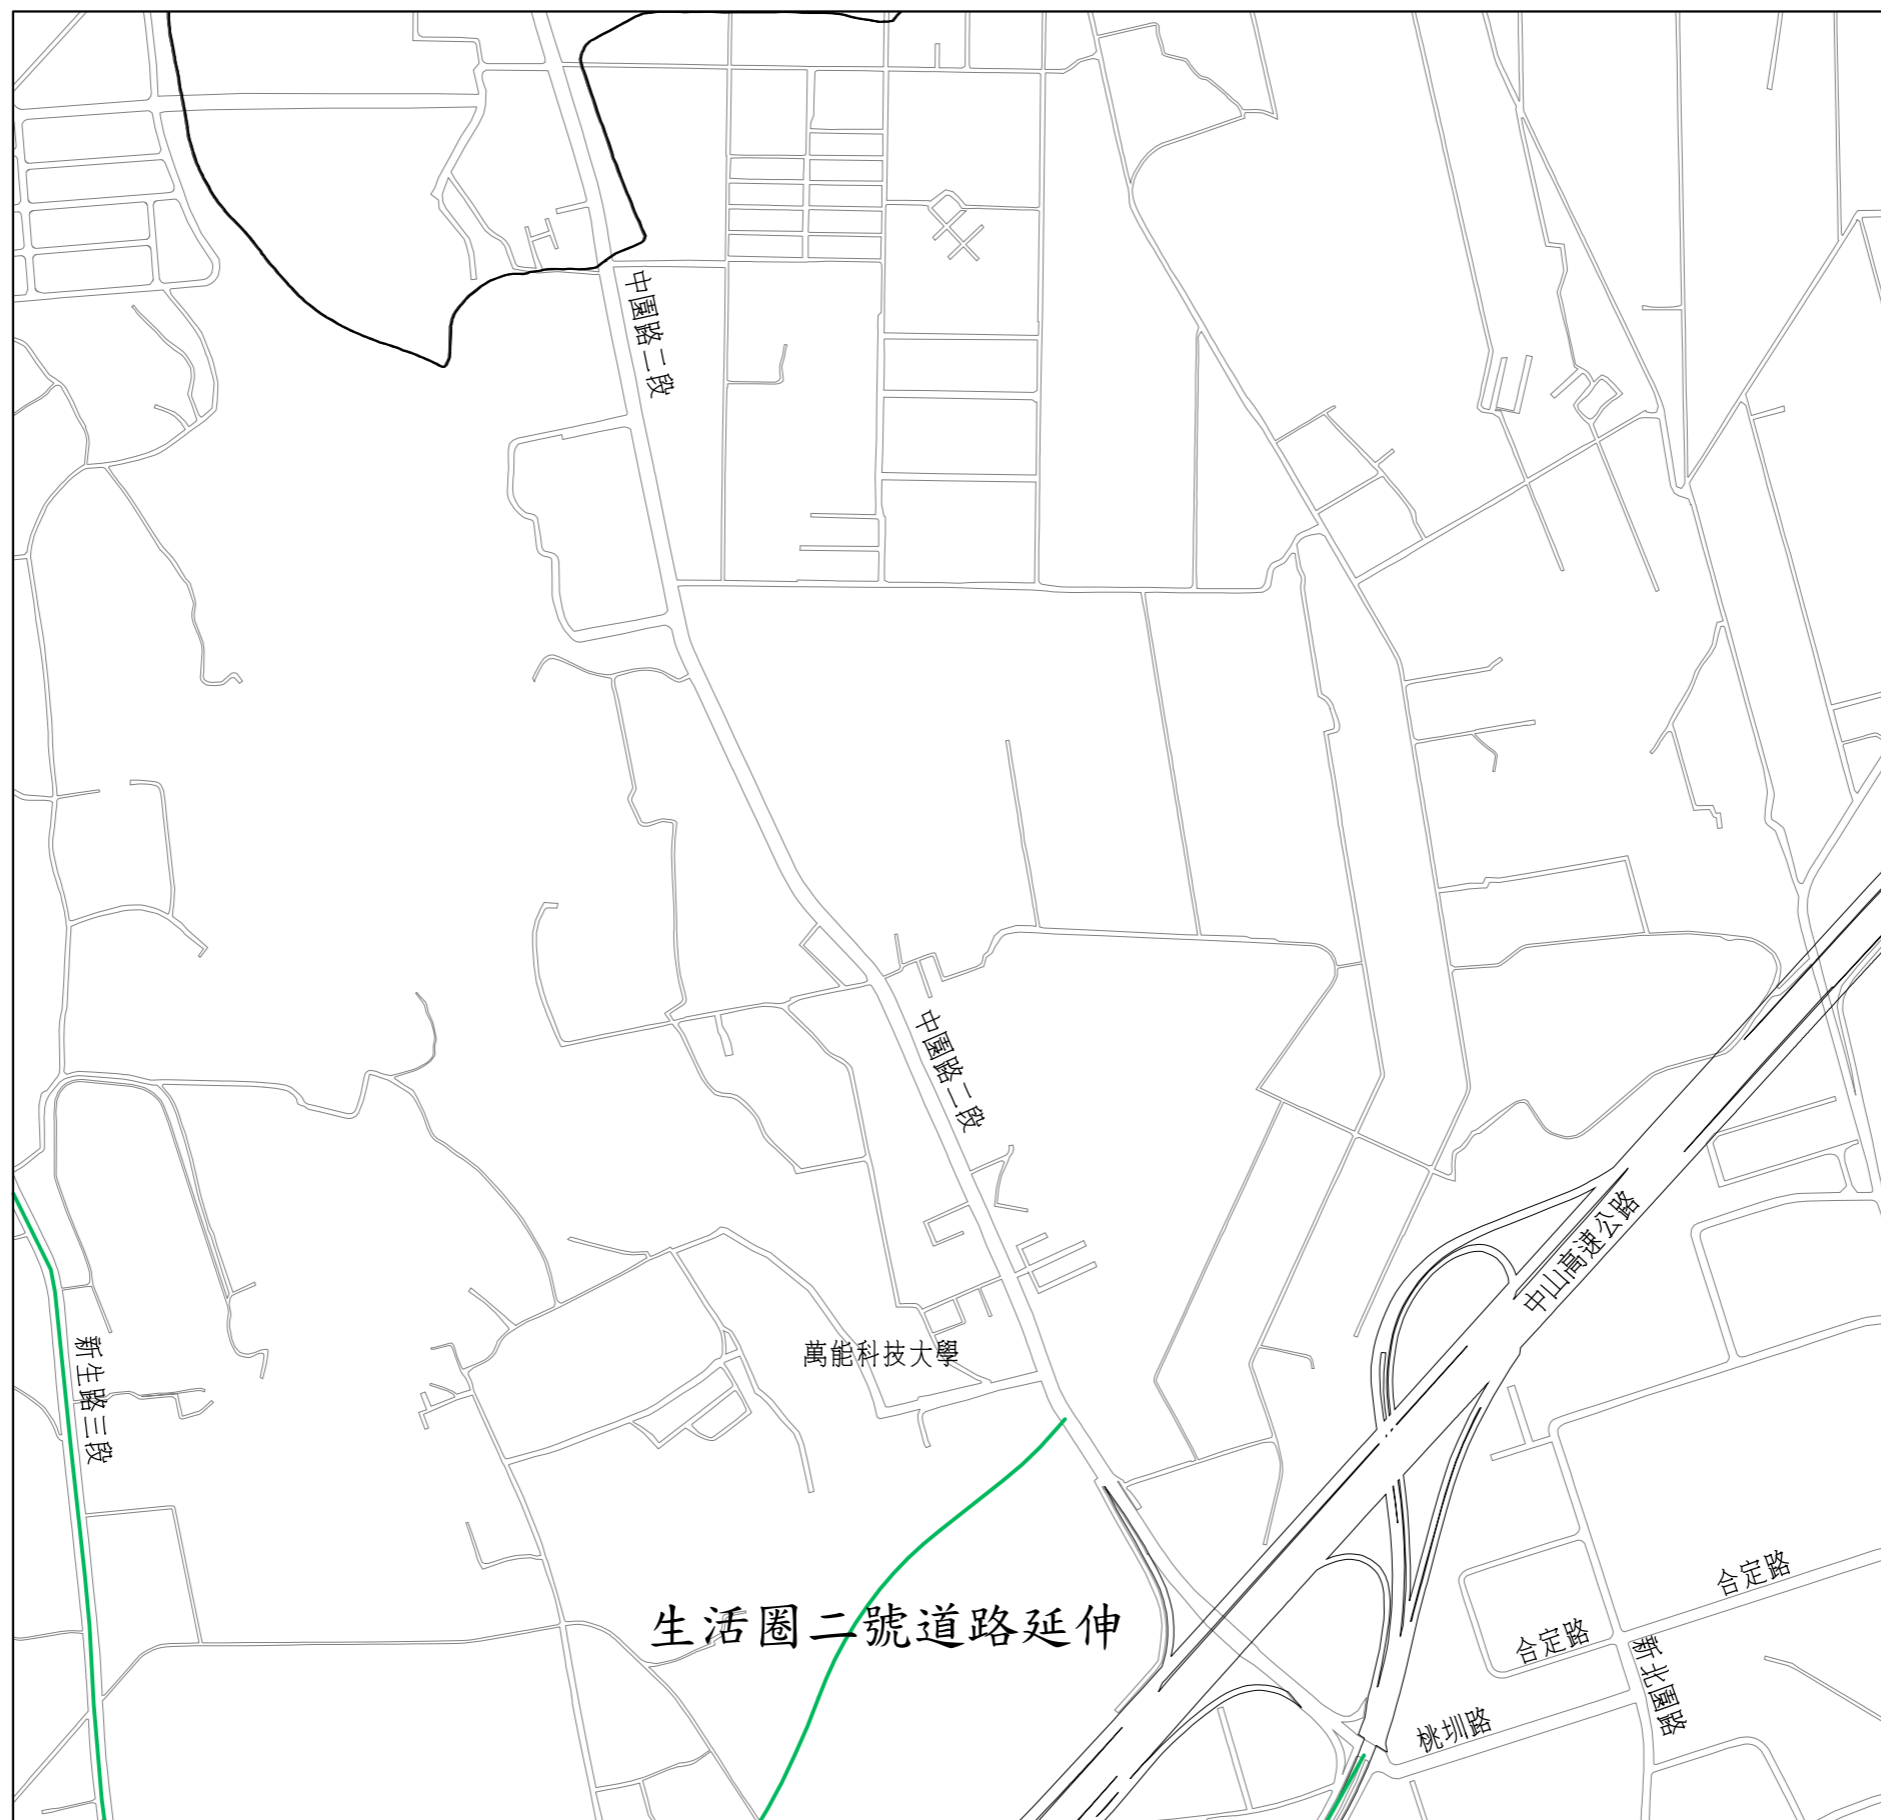 中園路二段
中園路二段
中山高速公路
新生路三段
萬能科技大學
合定路
生活圈二號道路延伸
合定路
新北園路
桃圳路